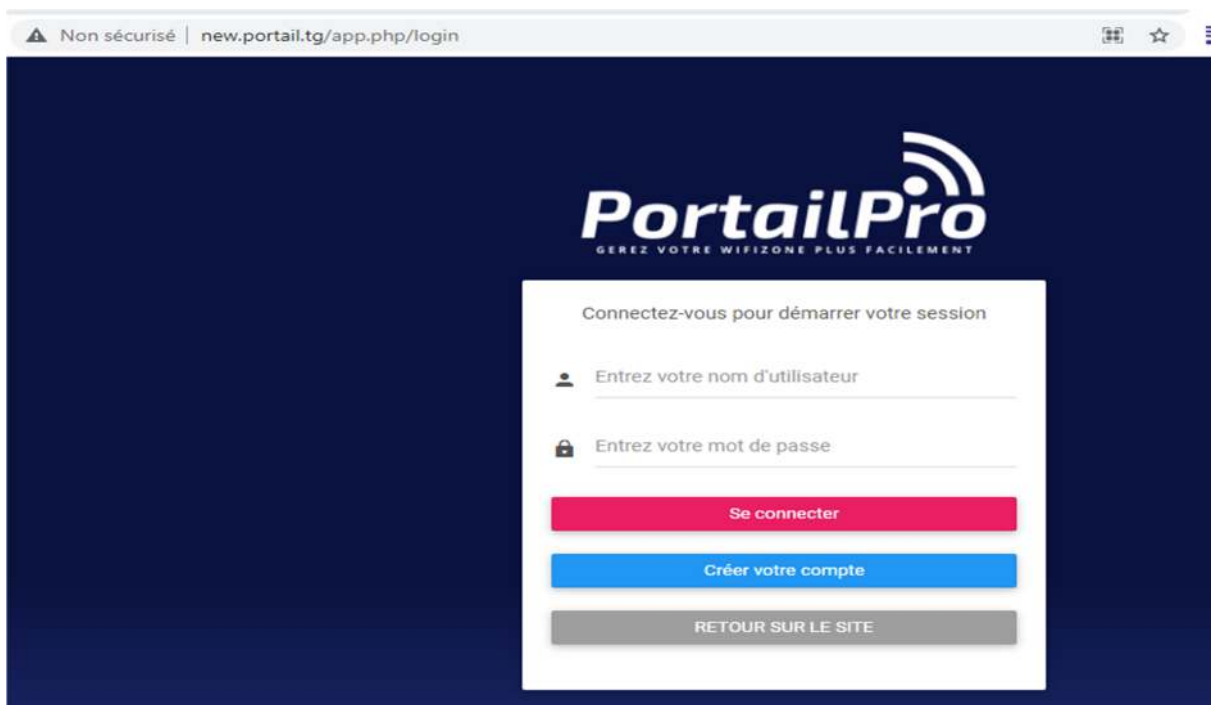 Non sécurisé | new.portail.tg/app.php/login
PortailPro
GEREZ VOTRE WIFIZONE PLUS FACILEMENT
Connectez-vous pour démarrer votre session
Entrez votre nom d'utilisateur
Entrez votre mot de passe
Se connecter
Créer votre compte
RETOUR SUR LE SITE